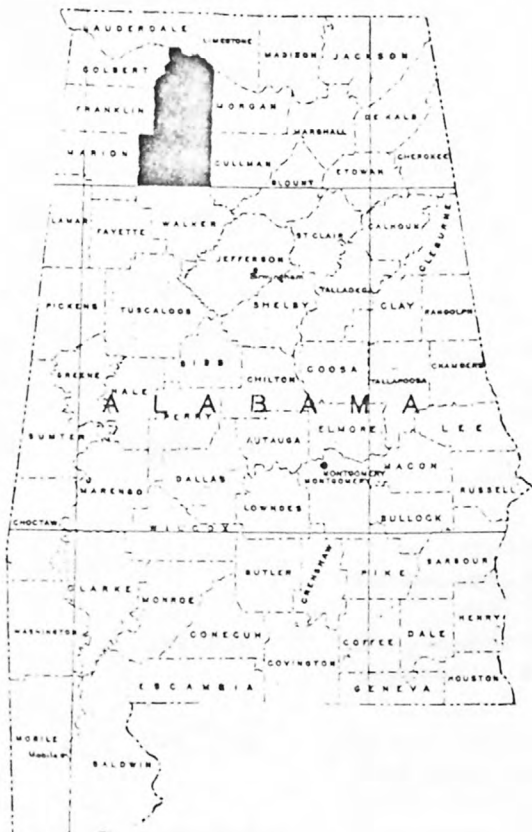 LAUDERDALE
LIMESTONE
MADISON
JACKSON
COLBERT
FRANKLIN
MORGAN
MARSHALL
DE KALB
MARION
CULLMAN
ETOWAH
CHEROKEE
BLOUNT
LAMAR
FAYETTE
WALKER
ST CLAIR
CALHOUN
CLEBURNE
JEFFERSON
Birmingham
TALLADEGA
PICKENS
TUSCALOOSA
SHELBY
CLAY
RANDOLPH
BIBB
GREENE
HALE
CHILTON
COOSA
TALLAPOOSA
CHAMBERS
ALABAMA
PERRY
SUMTER
AUTAUGA
ELMORE
LEE
MARENGO
DALLAS
MONTGOMERY
MONTGOMERY
MACON
RUSSELL
LOWNDES
BULLOCK
CHOCTAW
WILCOX
CLARKE
MONROE
BUTLER
CRENSHAW
PIKE
BARBOUR
WASHINGTON
CONECUH
COFFEE
DALE
HENRY
COVINGTON
ESCAMBIA
GENEVA
HOUSTON
MOBILE
Mobile
BALDWIN